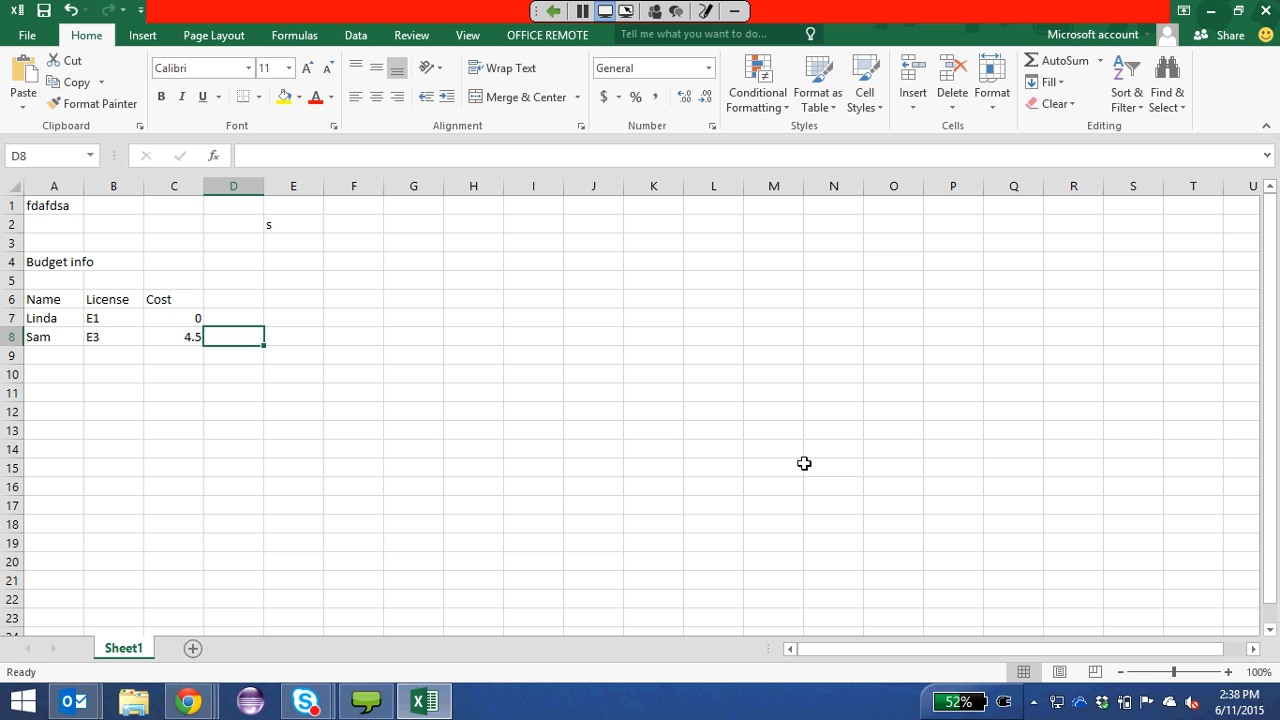 File Home Insert Page Layout Formulas Data Review View OFFICE REMOTE Tell me what you want to do... Microsoft account Share
Paste Cut Copy Format Painter
Calibri 11 A A
B I U A
Wrap Text
Merge & Center
General
$ % ,
Conditional Formatting
Format as Table
Cell Styles
Insert Delete Format
AutoSum
Fill
Clear
Sort & Filter
Find & Select
Clipboard Font Alignment Number Styles Cells Editing
D8 fx
A B C D E F G H I J K L M N O P Q R S T U
1 fdafdsa
2 s
3
4 Budget info
5
6 Name License Cost
7 Linda E1 0
8 Sam E3 4.5
9
10
11
12
13
14
15
16
17
18
19
20
21
22
23
Sheet1
Ready 100%
52% 2:38 PM
6/11/2015